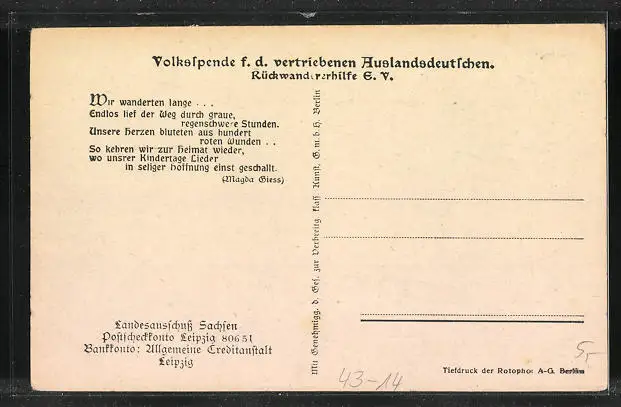 Volksspende f. d. vertriebenen Auslandsdeutschen.
Rückwandererhilfe E. V.
Wir wanderten lange . . .
Endlos lief der Weg durch graue,
regenschwere Stunden.
Unsere Herzen bluteten aus hundert
roten Wunden . .
So kehren wir zur Heimat wieder,
wo unsrer Kindertage Lieder
in seliger Hoffnung einst geschallt.
(Magda Giess)
Landesausschuß Sachsen
Postscheckkonto Leipzig 80651
Bankkonto: Allgemeine Creditanstalt
Leipzig
Mit Genehmigg. d. Ges. zur Verbreitg. klass. Kunst, G. m. b. H. Berlin
43-14
5,-
Tiefdruck der Rotophot A-G. Berlin